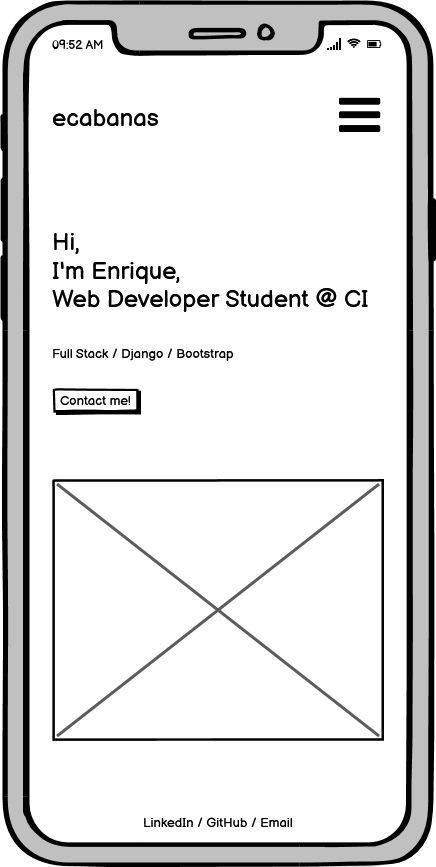 09:52 AM
ecabanas
Hi,
I'm Enrique,
Web Developer Student @ CI
Full Stack / Django / Bootstrap
Contact me!
LinkedIn / GitHub / Email